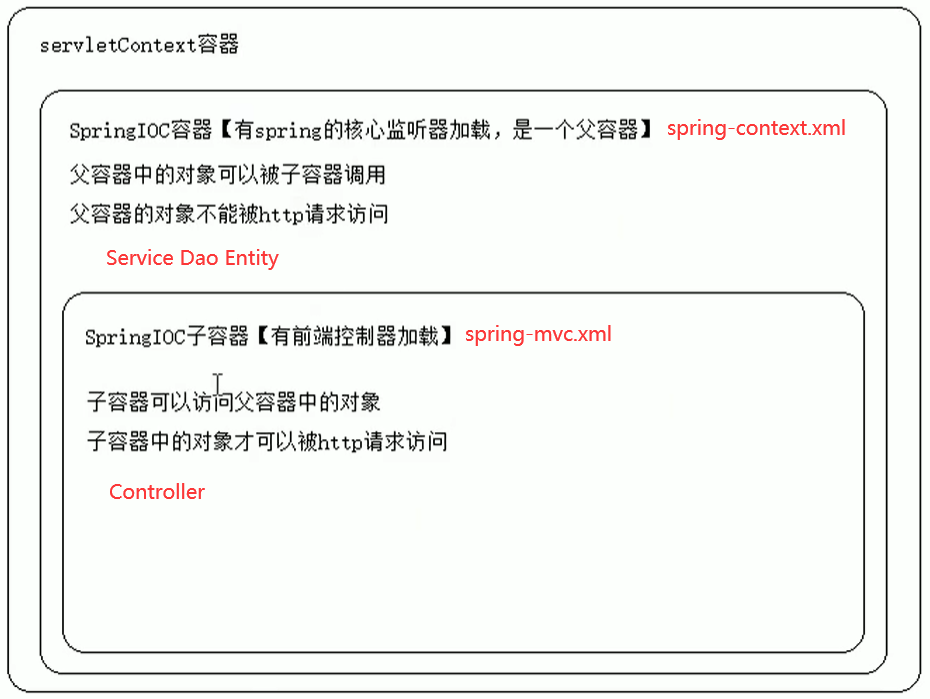 servletContext容器
SpringIOC容器【有spring的核心监听器加载，是一个父容器】 spring-context.xml
父容器中的对象可以被子容器调用
父容器的对象不能被http请求访问
Service Dao Entity
SpringIOC子容器【有前端控制器加载】 spring-mvc.xml
子容器可以访问父容器中的对象
子容器中的对象才可以被http请求访问
Controller